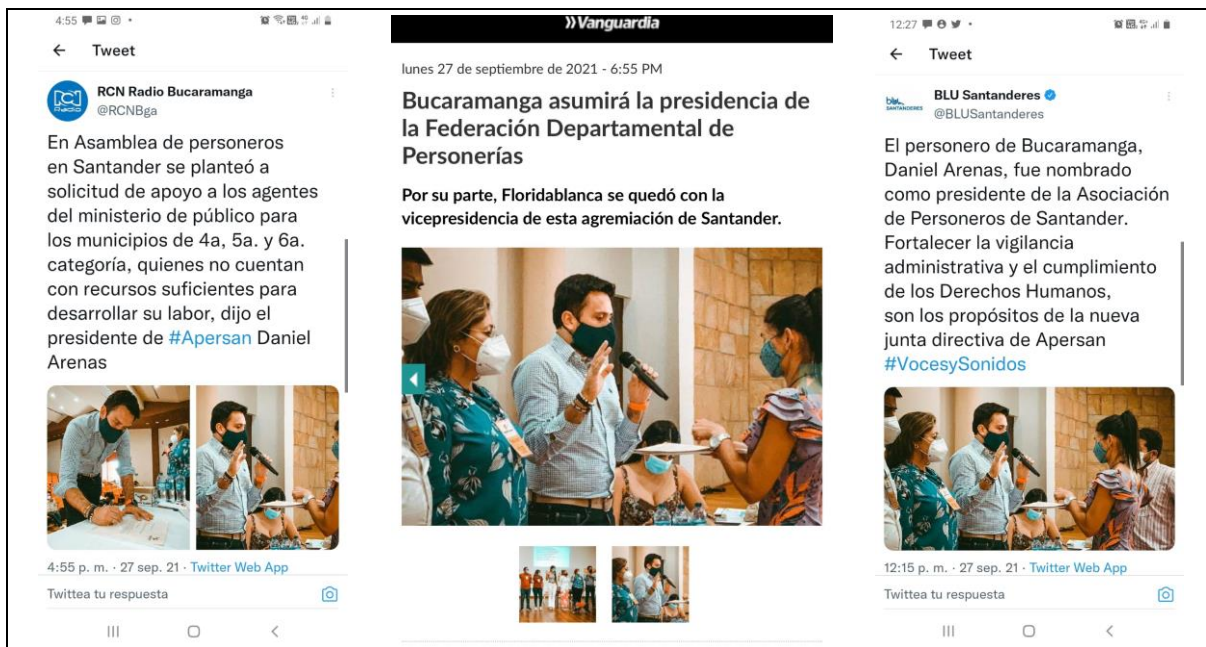 4:55
Tweet
RCN Radio Bucaramanga
@RCNBga
En Asamblea de personeros
en Santander se planteó a
solicitud de apoyo a los agentes
del ministerio de público para
los municipios de 4a, 5a. y 6a.
categoría, quienes no cuentan
con recursos suficientes para
desarrollar su labor, dijo el
presidente de #Apersan Daniel
Arenas
4:55 p. m. · 27 sep. 21 · Twitter Web App
Twittea tu respuesta
Vanguardia
lunes 27 de septiembre de 2021 - 6:55 PM
Bucaramanga asumirá la presidencia de
la Federación Departamental de
Personerías
Por su parte, Floridablanca se quedó con la
vicepresidencia de esta agremiación de Santander.
12:27
Tweet
BLU Santanderes
@BLUSantanderes
El personero de Bucaramanga,
Daniel Arenas, fue nombrado
como presidente de la Asociación
de Personeros de Santander.
Fortalecer la vigilancia
administrativa y el cumplimiento
de los Derechos Humanos,
son los propósitos de la nueva
junta directiva de Apersan
#VocesySonidos
12:15 p. m. · 27 sep. 21 · Twitter Web App
Twittea tu respuesta